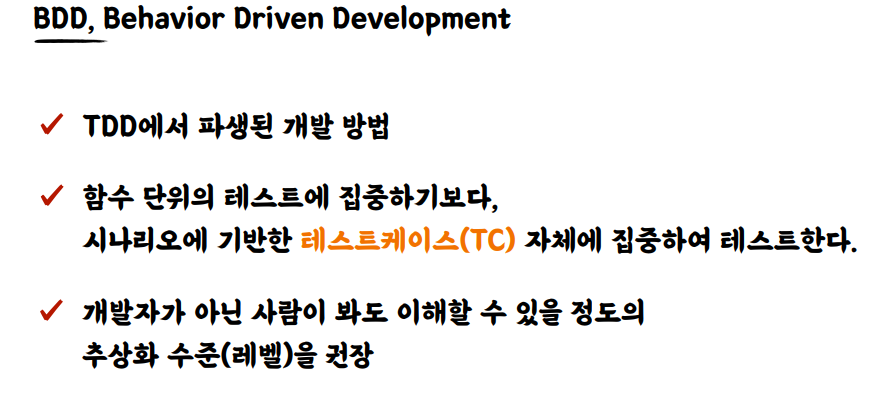 BDD, Behavior Driven Development
TDD에서 파생된 개발 방법
함수 단위의 테스트에 집중하기보다,
시나리오에 기반한 테스트케이스(TC) 자체에 집중하여 테스트한다.
개발자가 아닌 사람이 봐도 이해할 수 있을 정도의
추상화 수준(레벨)을 권장